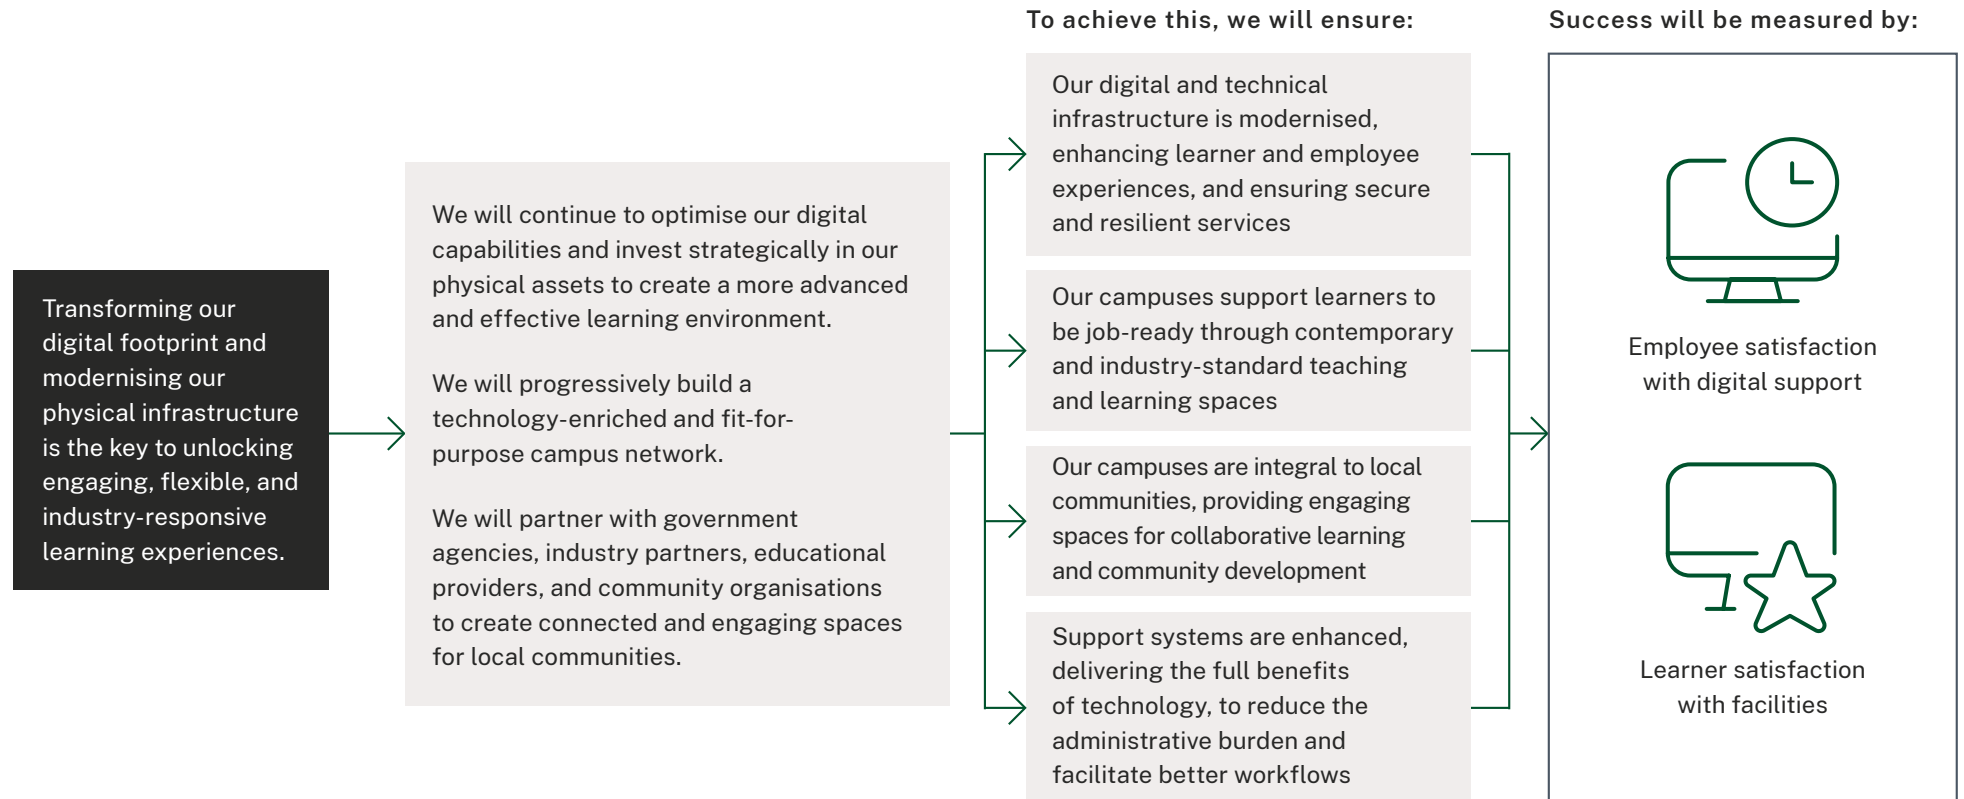 Transforming our
digital footprint and
modernising our
physical infrastructure
is the key to unlocking
engaging, flexible, and
industry-responsive
learning experiences.
We will continue to optimise our digital
capabilities and invest strategically in our
physical assets to create a more advanced
and effective learning environment.
We will progressively build a
technology-enriched and fit-for-
purpose campus network.
We will partner with government
agencies, industry partners, educational
providers, and community organisations
to create connected and engaging spaces
for local communities.
To achieve this, we will ensure:
Our digital and technical
infrastructure is modernised,
enhancing learner and employee
experiences, and ensuring secure
and resilient services
Our campuses support learners to
be job-ready through contemporary
and industry-standard teaching
and learning spaces
Our campuses are integral to local
communities, providing engaging
spaces for collaborative learning
and community development
Support systems are enhanced,
delivering the full benefits
of technology, to reduce the
administrative burden and
facilitate better workflows
Success will be measured by:
Employee satisfaction
with digital support
Learner satisfaction
with facilities